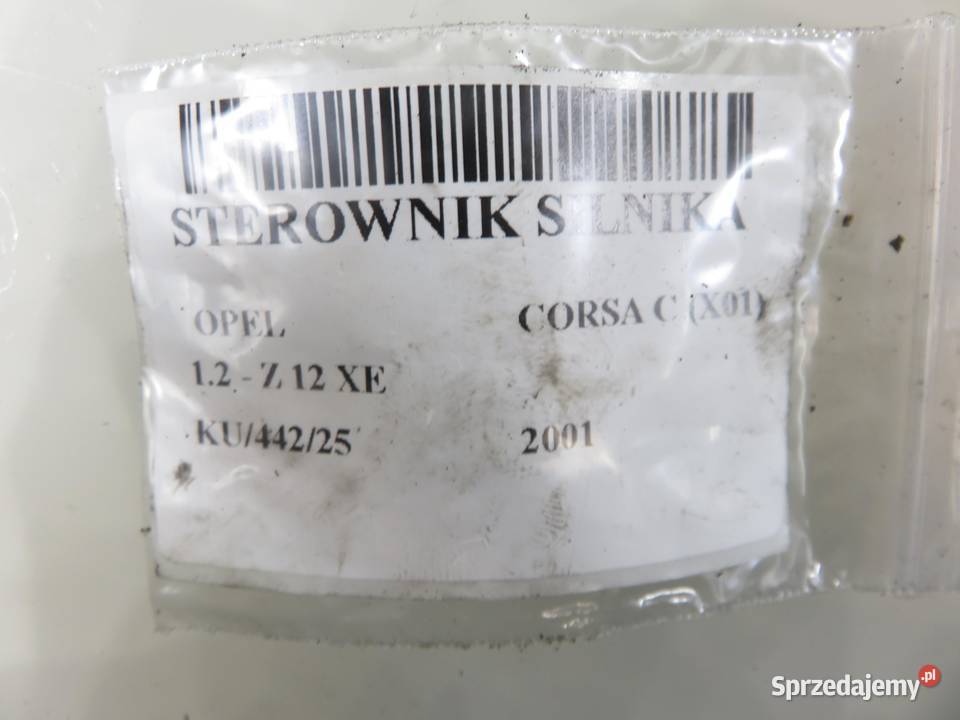 STEROWNIK SILNIKA
OPEL CORSA C (X01)
1.2 - Z 12 XE
KU/442/25 2001
Sprzedajemy.pl